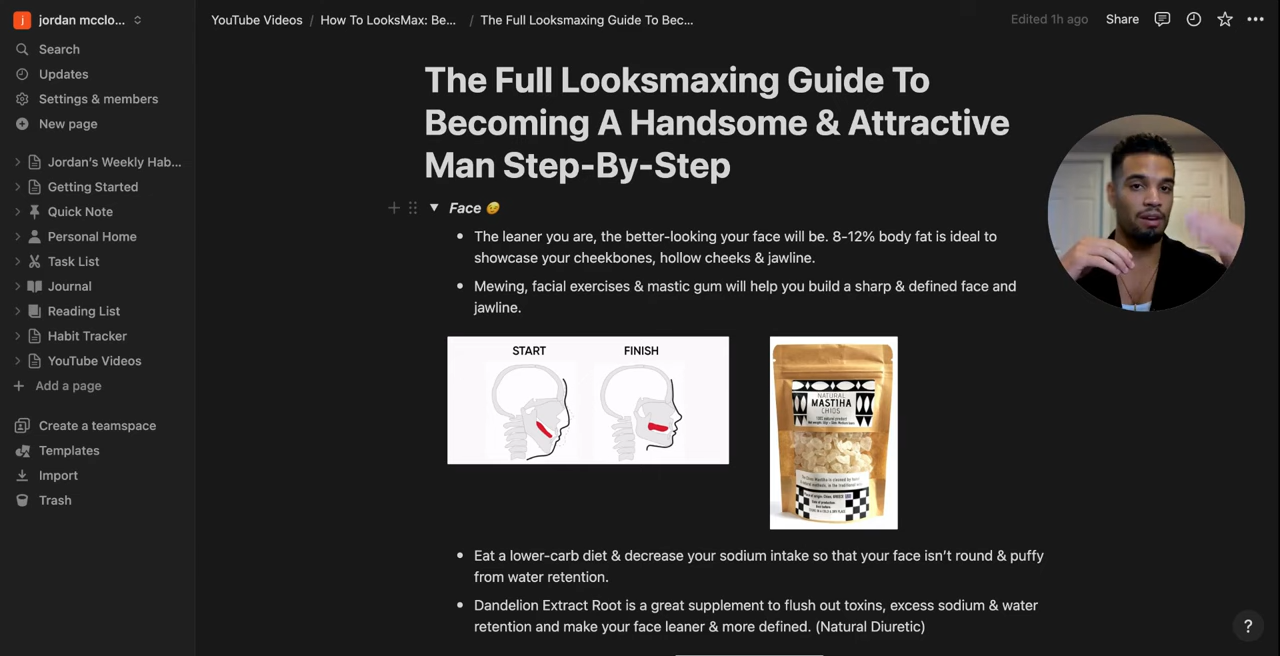 j jordan mcclo...
Search
Updates
Settings & members
New page
Jordan's Weekly Hab...
Getting Started
Quick Note
Personal Home
Task List
Journal
Reading List
Habit Tracker
YouTube Videos
Add a page
Create a teamspace
Templates
Import
Trash
YouTube Videos / How To LooksMax: Be... / The Full Looksmaxing Guide To Bec...
Edited 1h ago Share
The Full Looksmaxing Guide To
Becoming A Handsome & Attractive
Man Step-By-Step
Face
The leaner you are, the better-looking your face will be. 8-12% body fat is ideal to
showcase your cheekbones, hollow cheeks & jawline.
Mewing, facial exercises & mastic gum will help you build a sharp & defined face and
jawline.
START FINISH
NATURAL
MASTIHA
CHIOS
Eat a lower-carb diet & decrease your sodium intake so that your face isn't round & puffy
from water retention.
Dandelion Extract Root is a great supplement to flush out toxins, excess sodium & water
retention and make your face leaner & more defined. (Natural Diuretic)
?